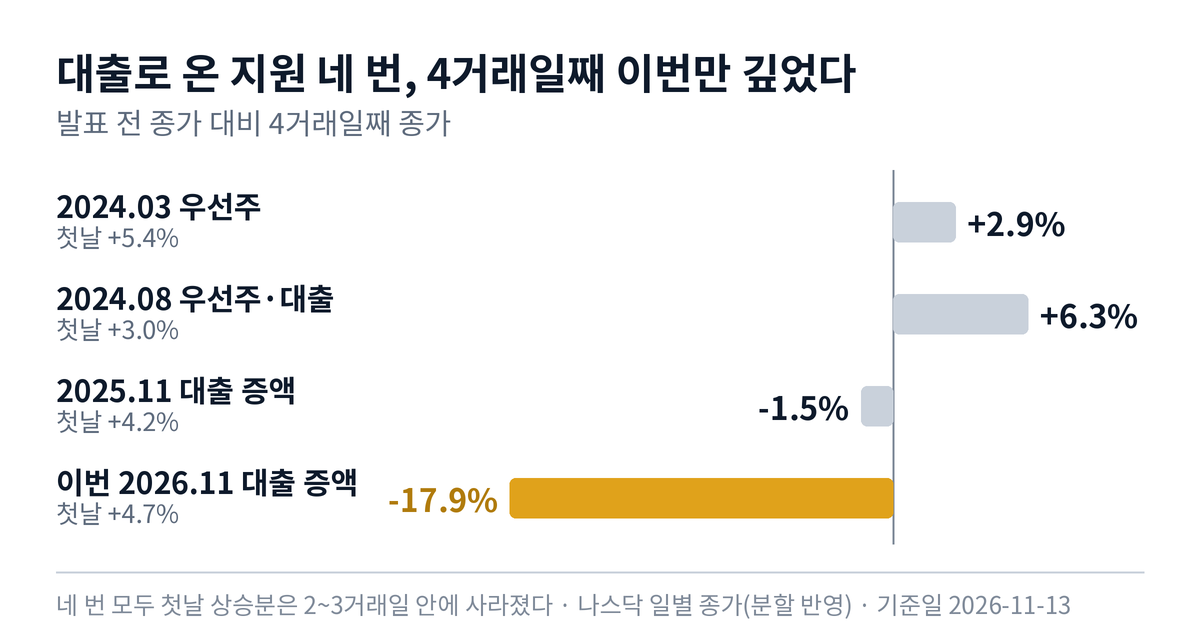 대출로 온 지원 네 번, 4거래일째 이번만 깊었다
발표 전 종가 대비 4거래일째 종가
2024.03 우선주
첫날 +5.4%
+2.9%
2024.08 우선주·대출
첫날 +3.0%
+6.3%
2025.11 대출 증액
첫날 +4.2%
-1.5%
이번 2026.11 대출 증액
첫날 +4.7%
-17.9%
네 번 모두 첫날 상승분은 2~3거래일 안에 사라졌다 · 나스닥 일별 종가(분할 반영) · 기준일 2026-11-13